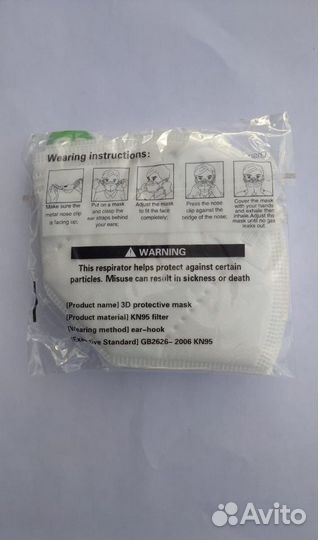 Wearing instructions:
Make sure the
metal nose clip
is facing up;
Put on a mask
and clasp the
ear straps behind
your ears;
Adjust the mask
to fit the face
completely;
Press the nose
clip against the
bridge of the nose;
Cover the mask
with your hands
and exhale then
inhale. Adjust the
mask until no gas
leaks out.
WARNING
This respirator helps protect against certain
particles. Misuse can result in sickness or death
[Product name] 3D protective mask
[Product material] KN95 filter
[Wearing method] ear-hook
[Executive Standard] GB2626- 2006 KN95
Avito